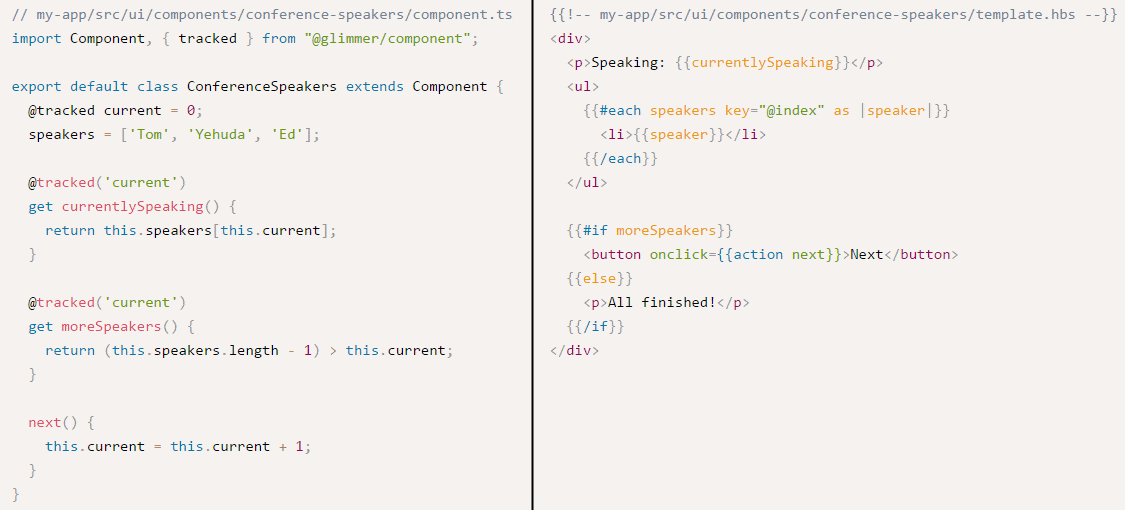 // my-app/src/ui/components/conference-speakers/component.ts
import Component, { tracked } from "@glimmer/component";

export default class ConferenceSpeakers extends Component {
  @tracked current = 0;
  speakers = ['Tom', 'Yehuda', 'Ed'];

  @tracked('current')
  get currentlySpeaking() {
    return this.speakers[this.current];
  }

  @tracked('current')
  get moreSpeakers() {
    return (this.speakers.length - 1) > this.current;
  }

  next() {
    this.current = this.current + 1;
  }
}
{{!-- my-app/src/ui/components/conference-speakers/template.hbs --}}
<div>
  <p>Speaking: {{currentlySpeaking}}</p>
  <ul>
    {{#each speakers key="@index" as |speaker|}}
      <li>{{speaker}}</li>
    {{/each}}
  </ul>

  {{#if moreSpeakers}}
    <button onclick={{action next}}>Next</button>
  {{else}}
    <p>All finished!</p>
  {{/if}}
</div>